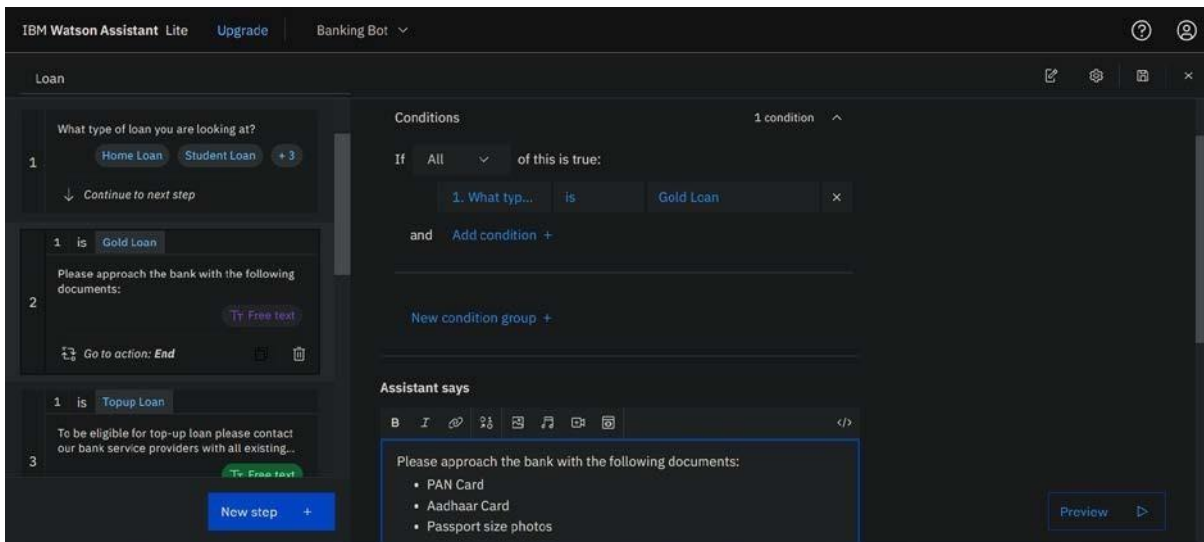 IBM Watson Assistant Lite Upgrade Banking Bot
Loan
What type of loan you are looking at?
1
Home Loan Student Loan + 3
Continue to next step
1 is Gold Loan
Please approach the bank with the following
documents:
2
Free text
Go to action: End
1 is Topup Loan
To be eligible for top-up loan please contact
our bank service providers with all existing...
3
Free text
New step +
Conditions 1 condition
If All of this is true:
1. What typ... is Gold Loan ×
and Add condition +
New condition group +
Assistant says
B I </>
Please approach the bank with the following documents:
• PAN Card
• Aadhaar Card
• Passport size photos
Preview